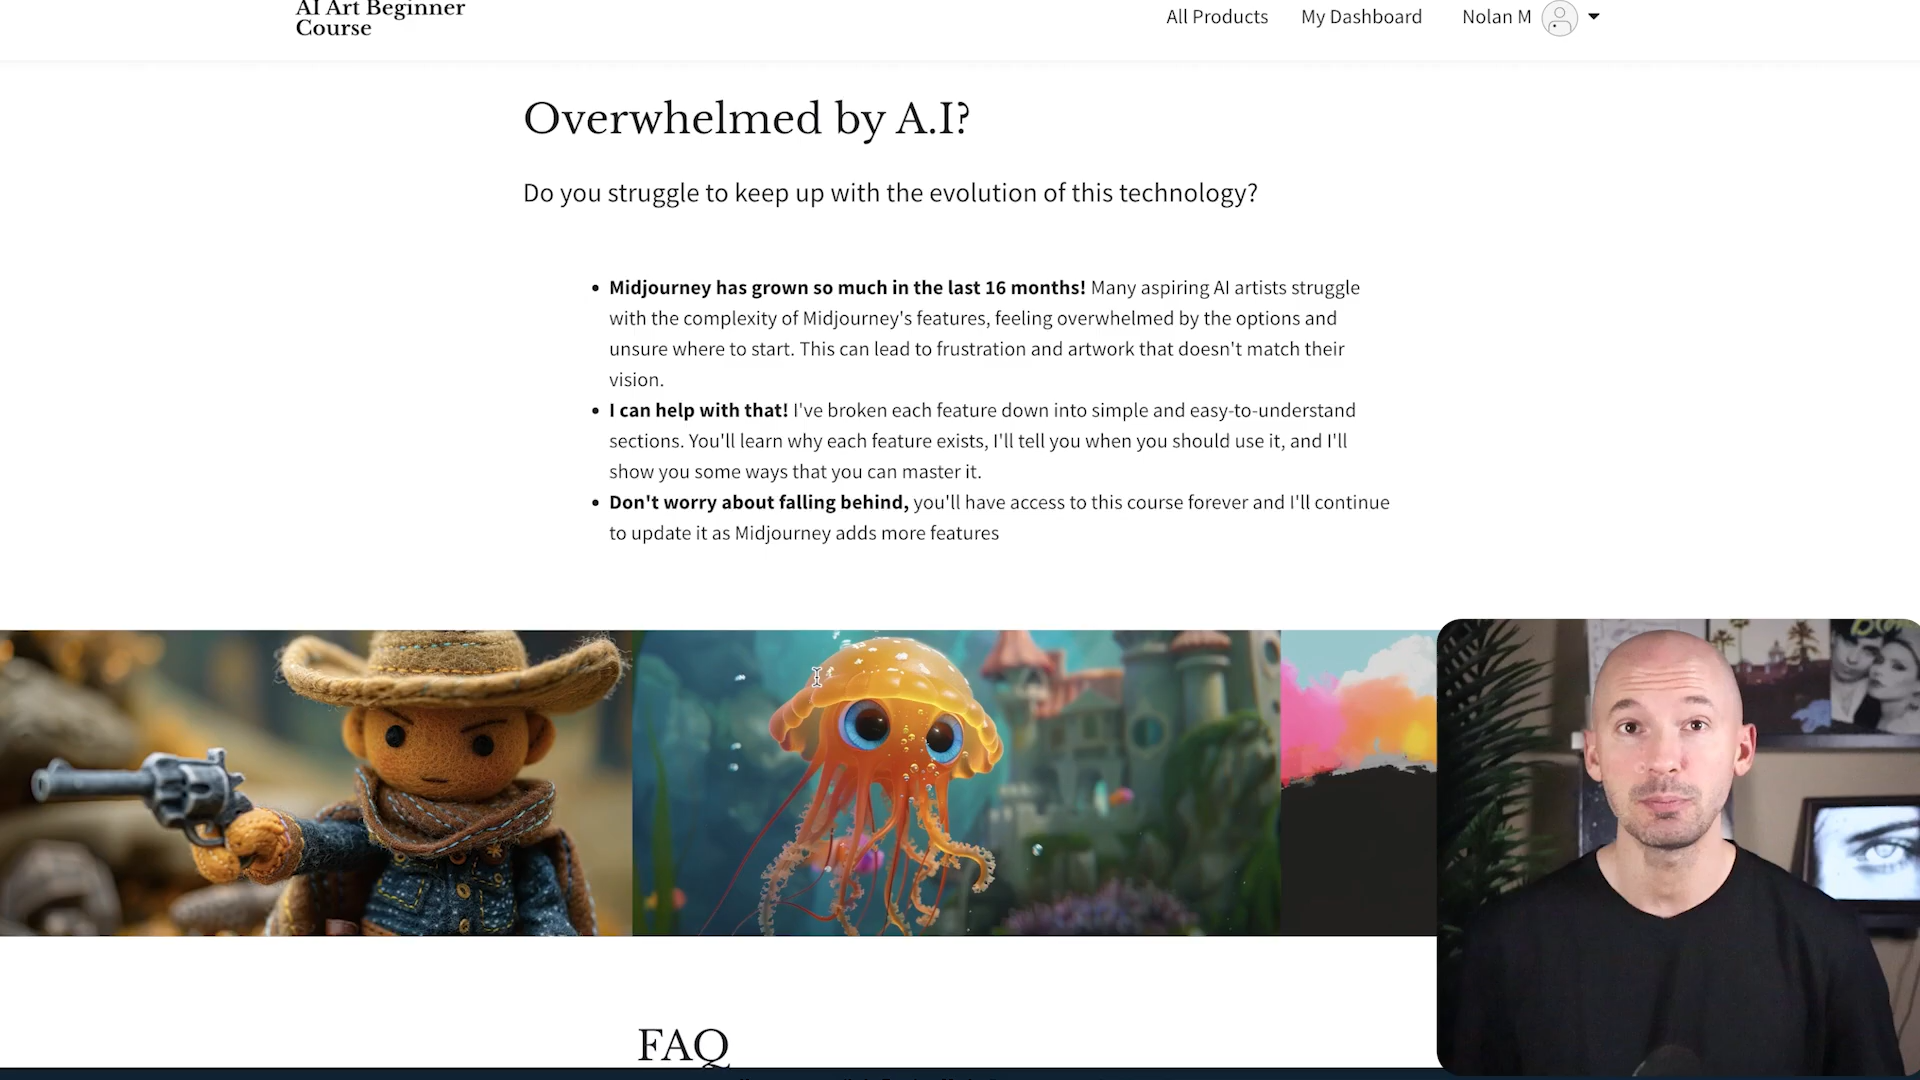 AI Art Beginner
Course
All Products
My Dashboard
Nolan M
Overwhelmed by A.I?
Do you struggle to keep up with the evolution of this technology?
• Midjourney has grown so much in the last 16 months! Many aspiring AI artists struggle
with the complexity of Midjourney's features, feeling overwhelmed by the options and
unsure where to start. This can lead to frustration and artwork that doesn't match their
vision.
• I can help with that! I've broken each feature down into simple and easy-to-understand
sections. You'll learn why each feature exists, I'll tell you when you should use it, and I'll
show you some ways that you can master it.
• Don't worry about falling behind, you'll have access to this course forever and I'll continue
to update it as Midjourney adds more features
FAQ